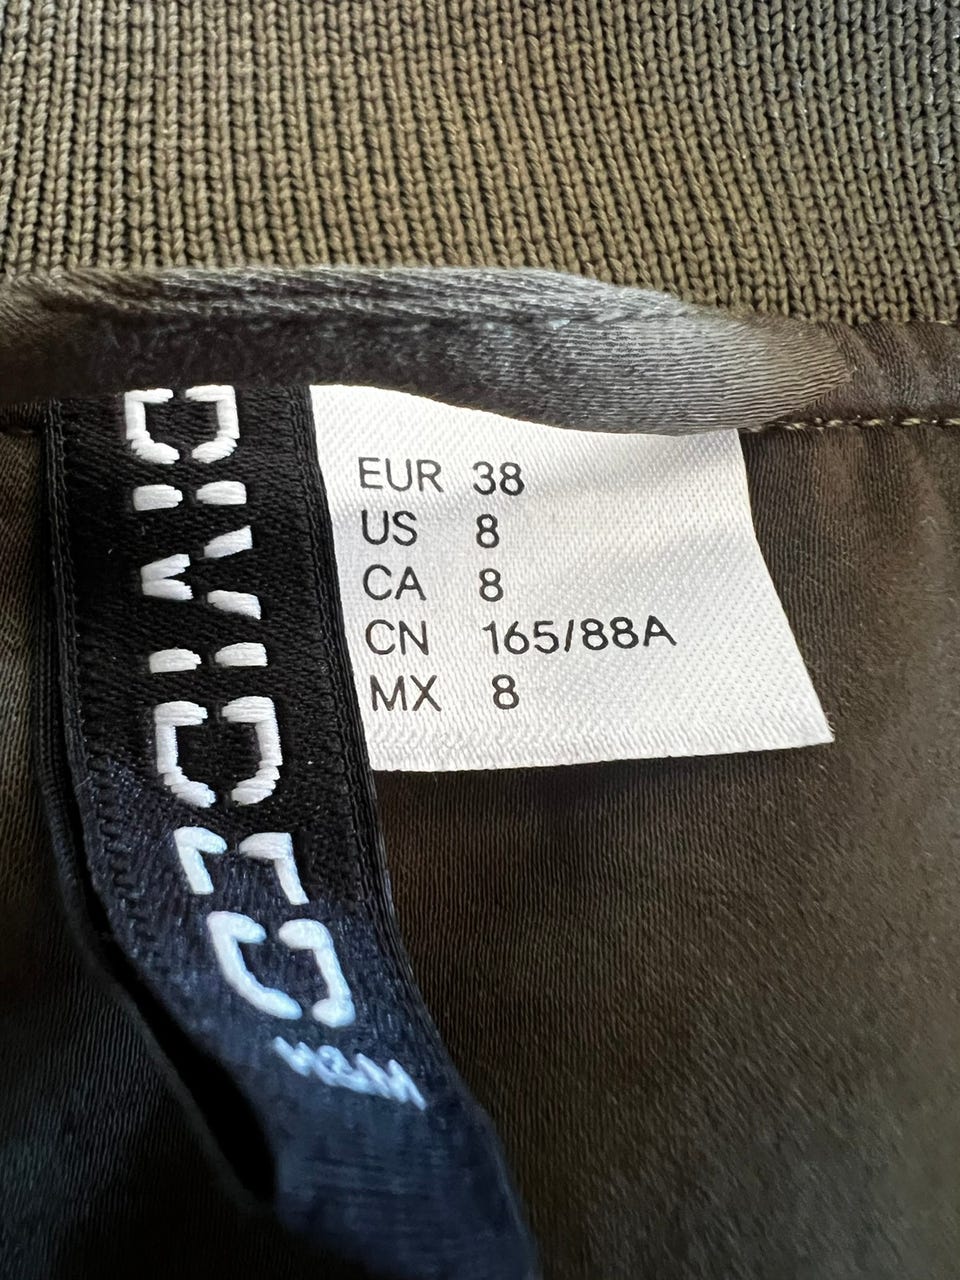 DIVIDED
H&M
EUR 38
US 8
CA 8
CN 165/88A
MX 8